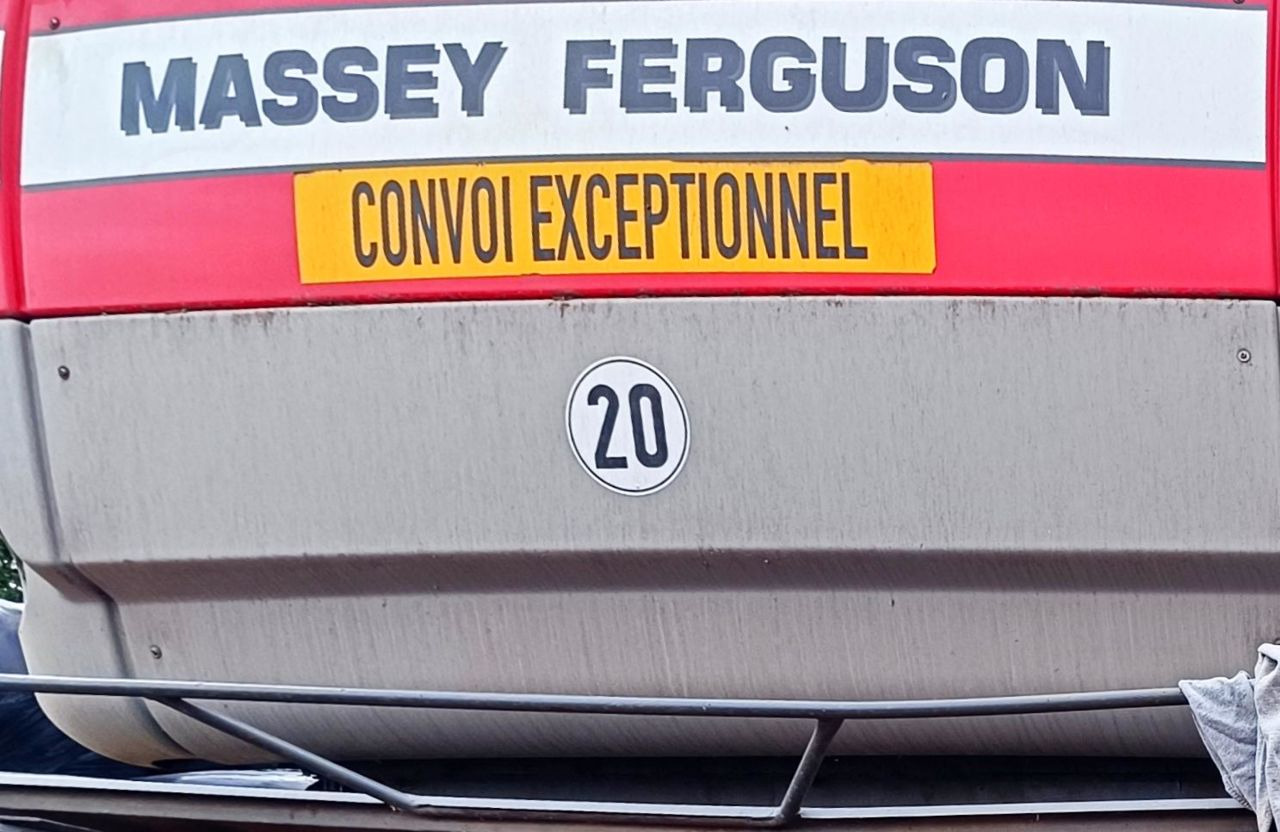 MASSEY FERGUSON
CONVOI EXCEPTIONNEL
20